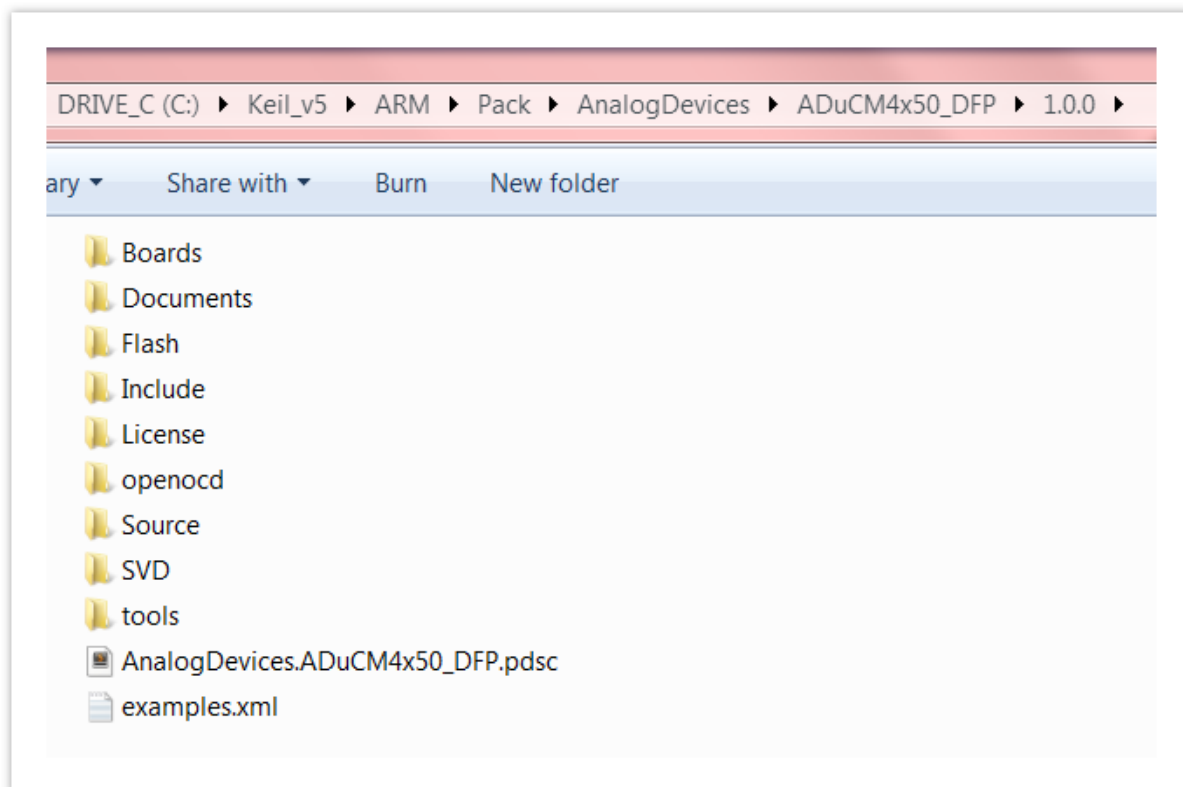 DRIVE_C (C:) ▶ Keil_v5 ▶ ARM ▶ Pack ▶ AnalogDevices ▶ ADuCM4x50_DFP ▶ 1.0.0 ▶
ary ▼ Share with ▼ Burn New folder
Boards
Documents
Flash
Include
License
openocd
Source
SVD
tools
AnalogDevices.ADuCM4x50_DFP.pdsc
examples.xml